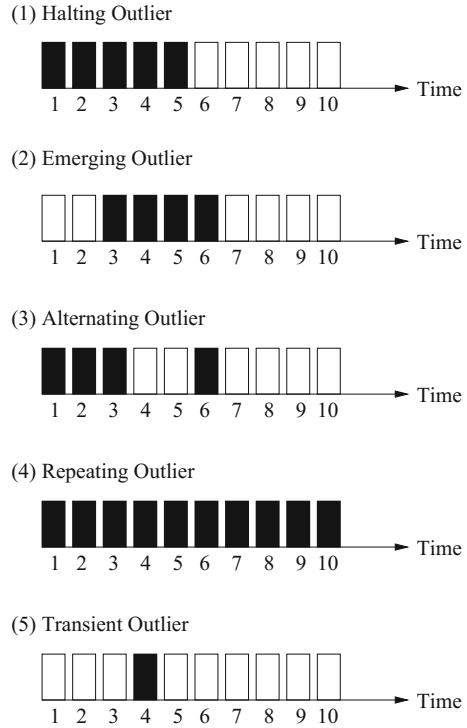 (1) Halting Outlier
Time
1 2 3 4 5 6 7 8 9 10
(2) Emerging Outlier
Time
1 2 3 4 5 6 7 8 9 10
(3) Alternating Outlier
Time
1 2 3 4 5 6 7 8 9 10
(4) Repeating Outlier
Time
1 2 3 4 5 6 7 8 9 10
(5) Transient Outlier
Time
1 2 3 4 5 6 7 8 9 10